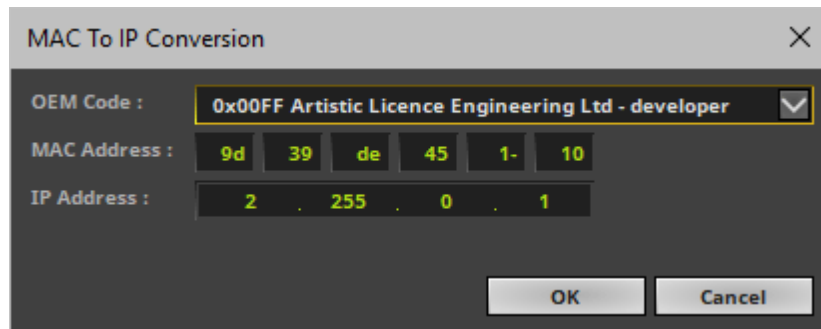 MAC To IP Conversion
OEM Code : 0x00FF Artistic Licence Engineering Ltd - developer
MAC Address : 9d 39 de 45 1- 10
IP Address : 2 . 255 . 0 . 1
OK Cancel